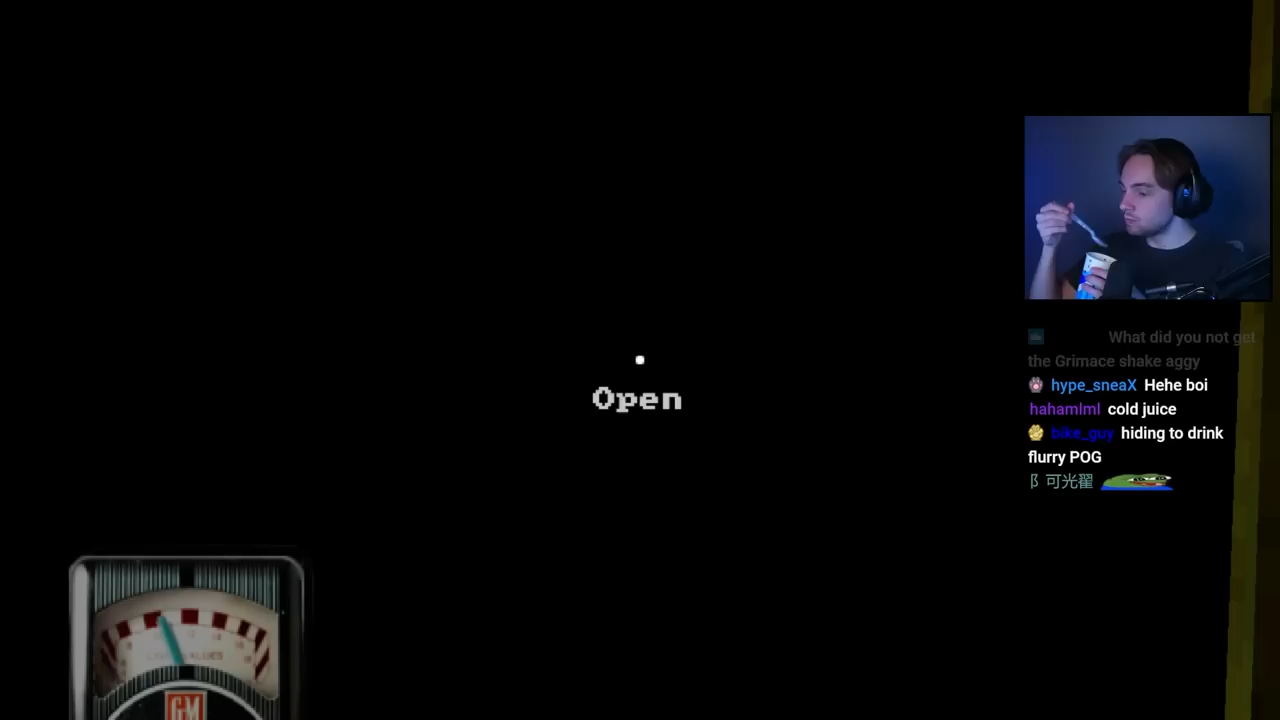 What did you not get
the Grimace shake aggy
hype_sneaX Hehe boi
hahamlml cold juice
bike_guy hiding to drink
flurry POG
阝可光翟
Open
GM